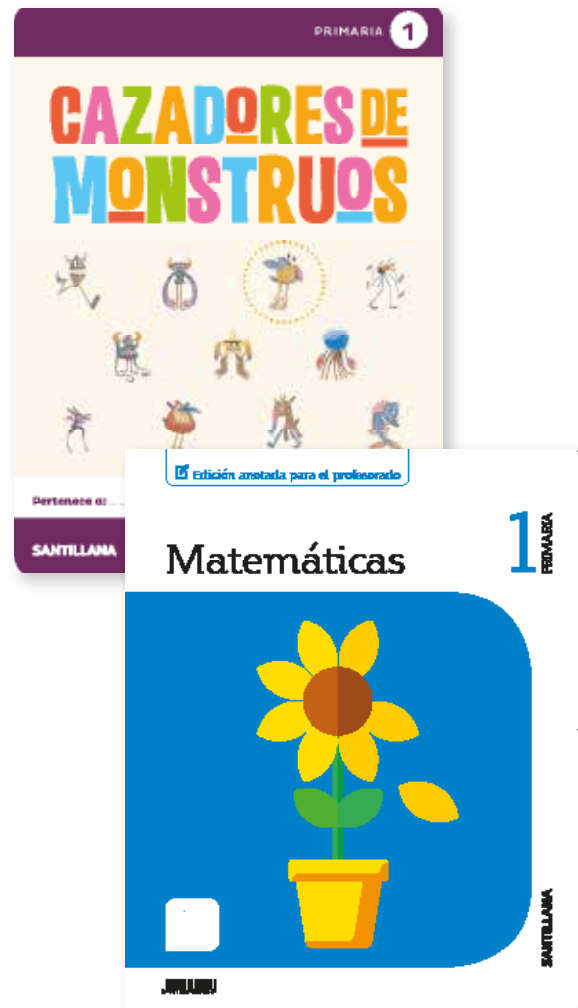 PRIMARIA 1
CAZADORES DE
MONSTRUOS
Pertenece a:
SANTILLANA
Edición anotada para el profesorado
Matemáticas
1 PRIMARIA
SANTILLANA